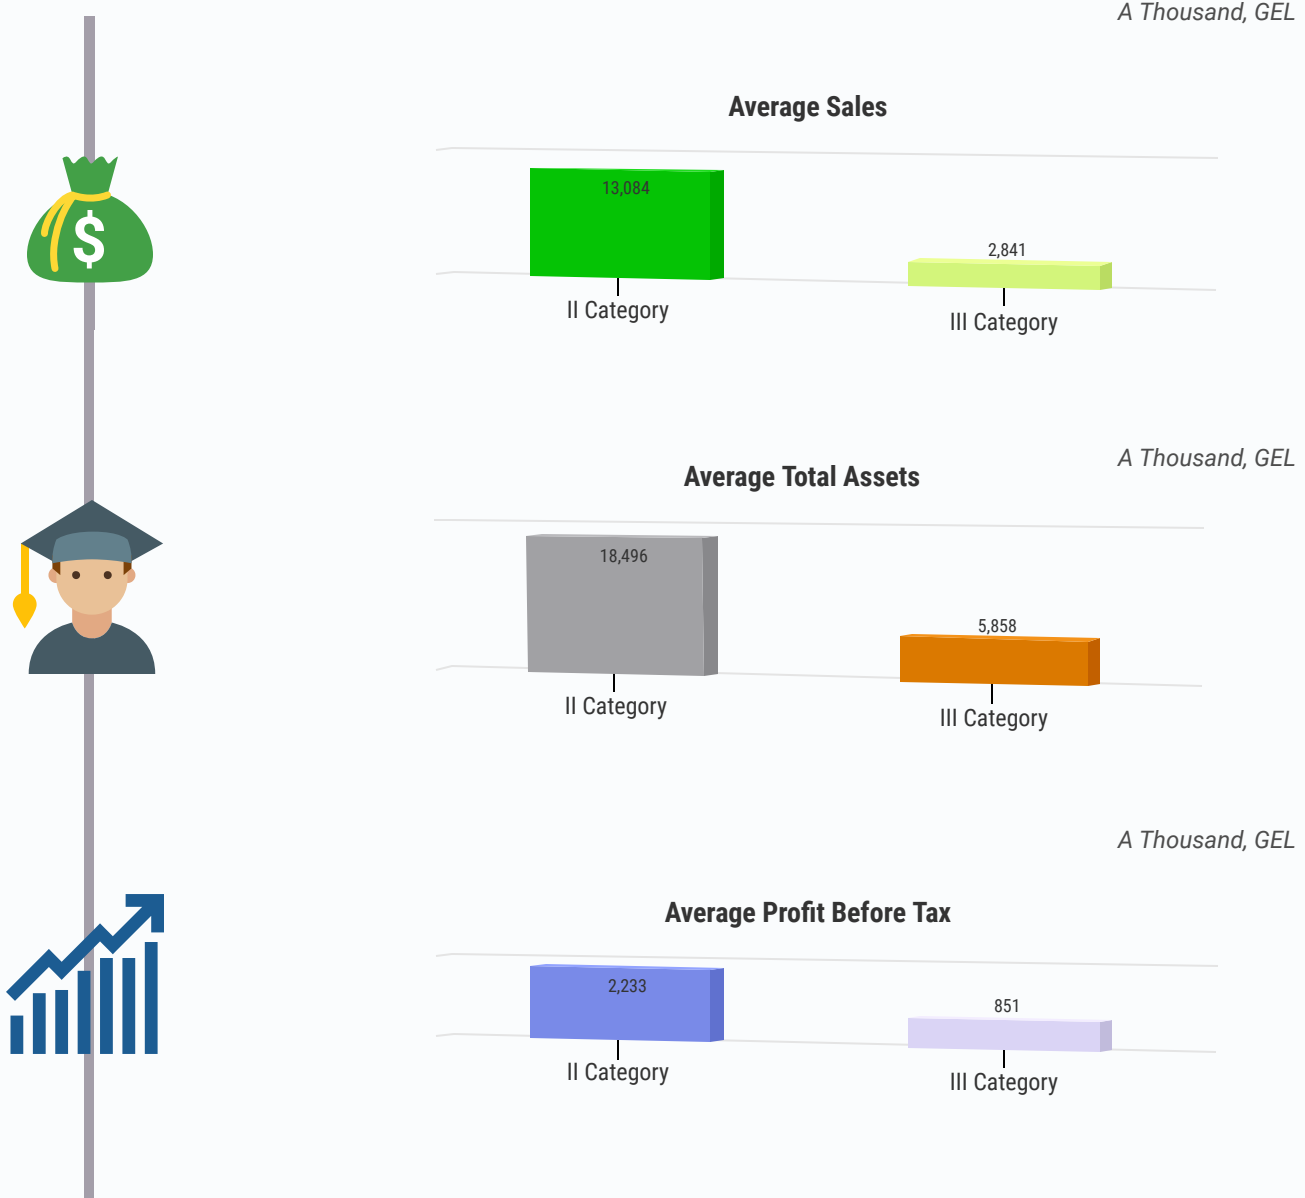 A Thousand, GEL
Average Sales
13,084
2,841
II Category
III Category
$
A Thousand, GEL
Average Total Assets
18,496
5,858
II Category
III Category
A Thousand, GEL
Average Profit Before Tax
2,233
851
II Category
III Category